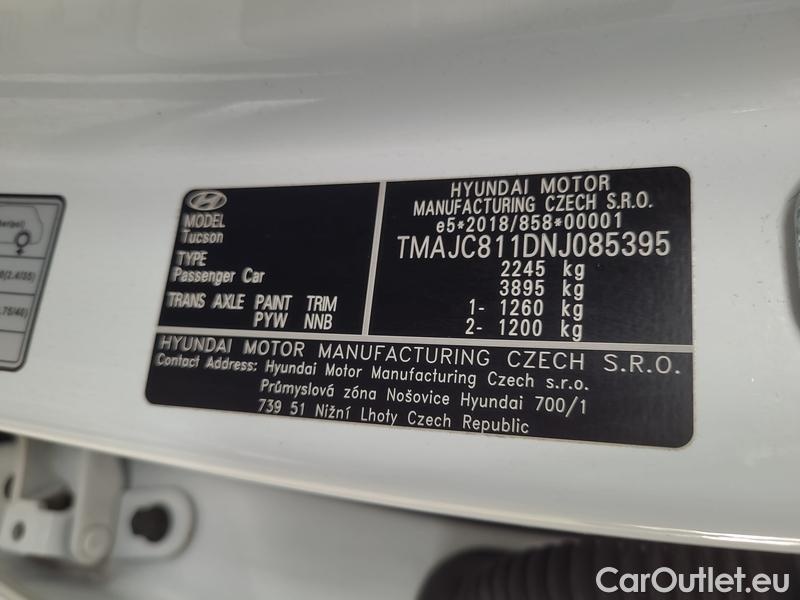 MODEL
Tucson
TYPE
Passenger Car
TRANS AXLE PAINT TRIM
PYW NNB
HYUNDAI MOTOR
MANUFACTURING CZECH S.R.O.
e5*2018/858*00001
TMAJC811DNJ085395
2245 kg
3895 kg
1- 1260 kg
2- 1200 kg
HYUNDAI MOTOR MANUFACTURING CZECH S.R.O.
Contact Address: Hyundai Motor Manufacturing Czech s.r.o.
Průmyslová zóna Nošovice Hyundai 700/1
739 51 Nižní Lhoty Czech Republic
CarOutlet.eu